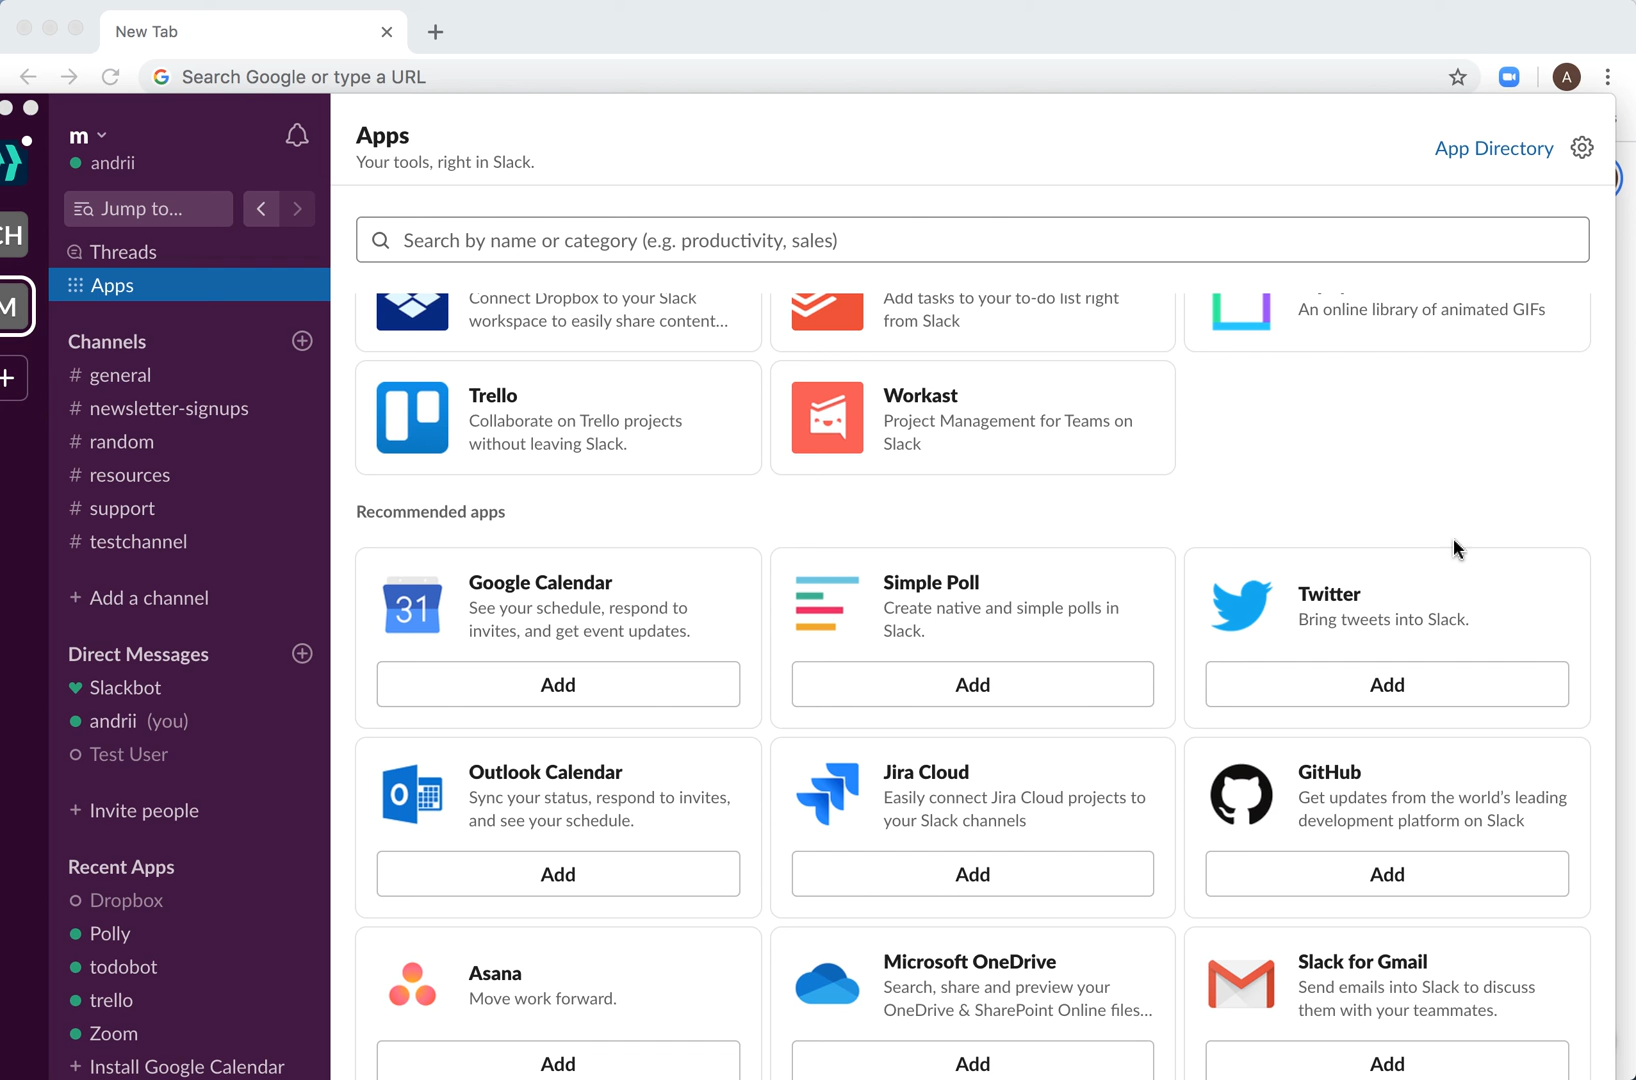 New Tab
Search Google or type a URL
A
m
andrii
Jump to...
Threads
Apps
CH
M
Channels
# general
# newsletter-signups
# random
# resources
# support
# testchannel
+ Add a channel
Direct Messages
Slackbot
andrii (you)
Test User
+ Invite people
Recent Apps
Dropbox
Polly
todobot
trello
Zoom
+ Install Google Calendar
Apps
Your tools, right in Slack.
App Directory
Search by name or category (e.g. productivity, sales)
Connect Dropbox to your Slack
workspace to easily share content...
Add tasks to your to-do list right
from Slack
An online library of animated GIFs
Trello
Collaborate on Trello projects
without leaving Slack.
Workast
Project Management for Teams on
Slack
Recommended apps
31
Google Calendar
See your schedule, respond to
invites, and get event updates.
Add
Simple Poll
Create native and simple polls in
Slack.
Add
Twitter
Bring tweets into Slack.
Add
Outlook Calendar
Sync your status, respond to invites,
and see your schedule.
Add
Jira Cloud
Easily connect Jira Cloud projects to
your Slack channels
Add
GitHub
Get updates from the world's leading
development platform on Slack
Add
Asana
Move work forward.
Add
Microsoft OneDrive
Search, share and preview your
OneDrive & SharePoint Online files...
Add
Slack for Gmail
Send emails into Slack to discuss
them with your teammates.
Add